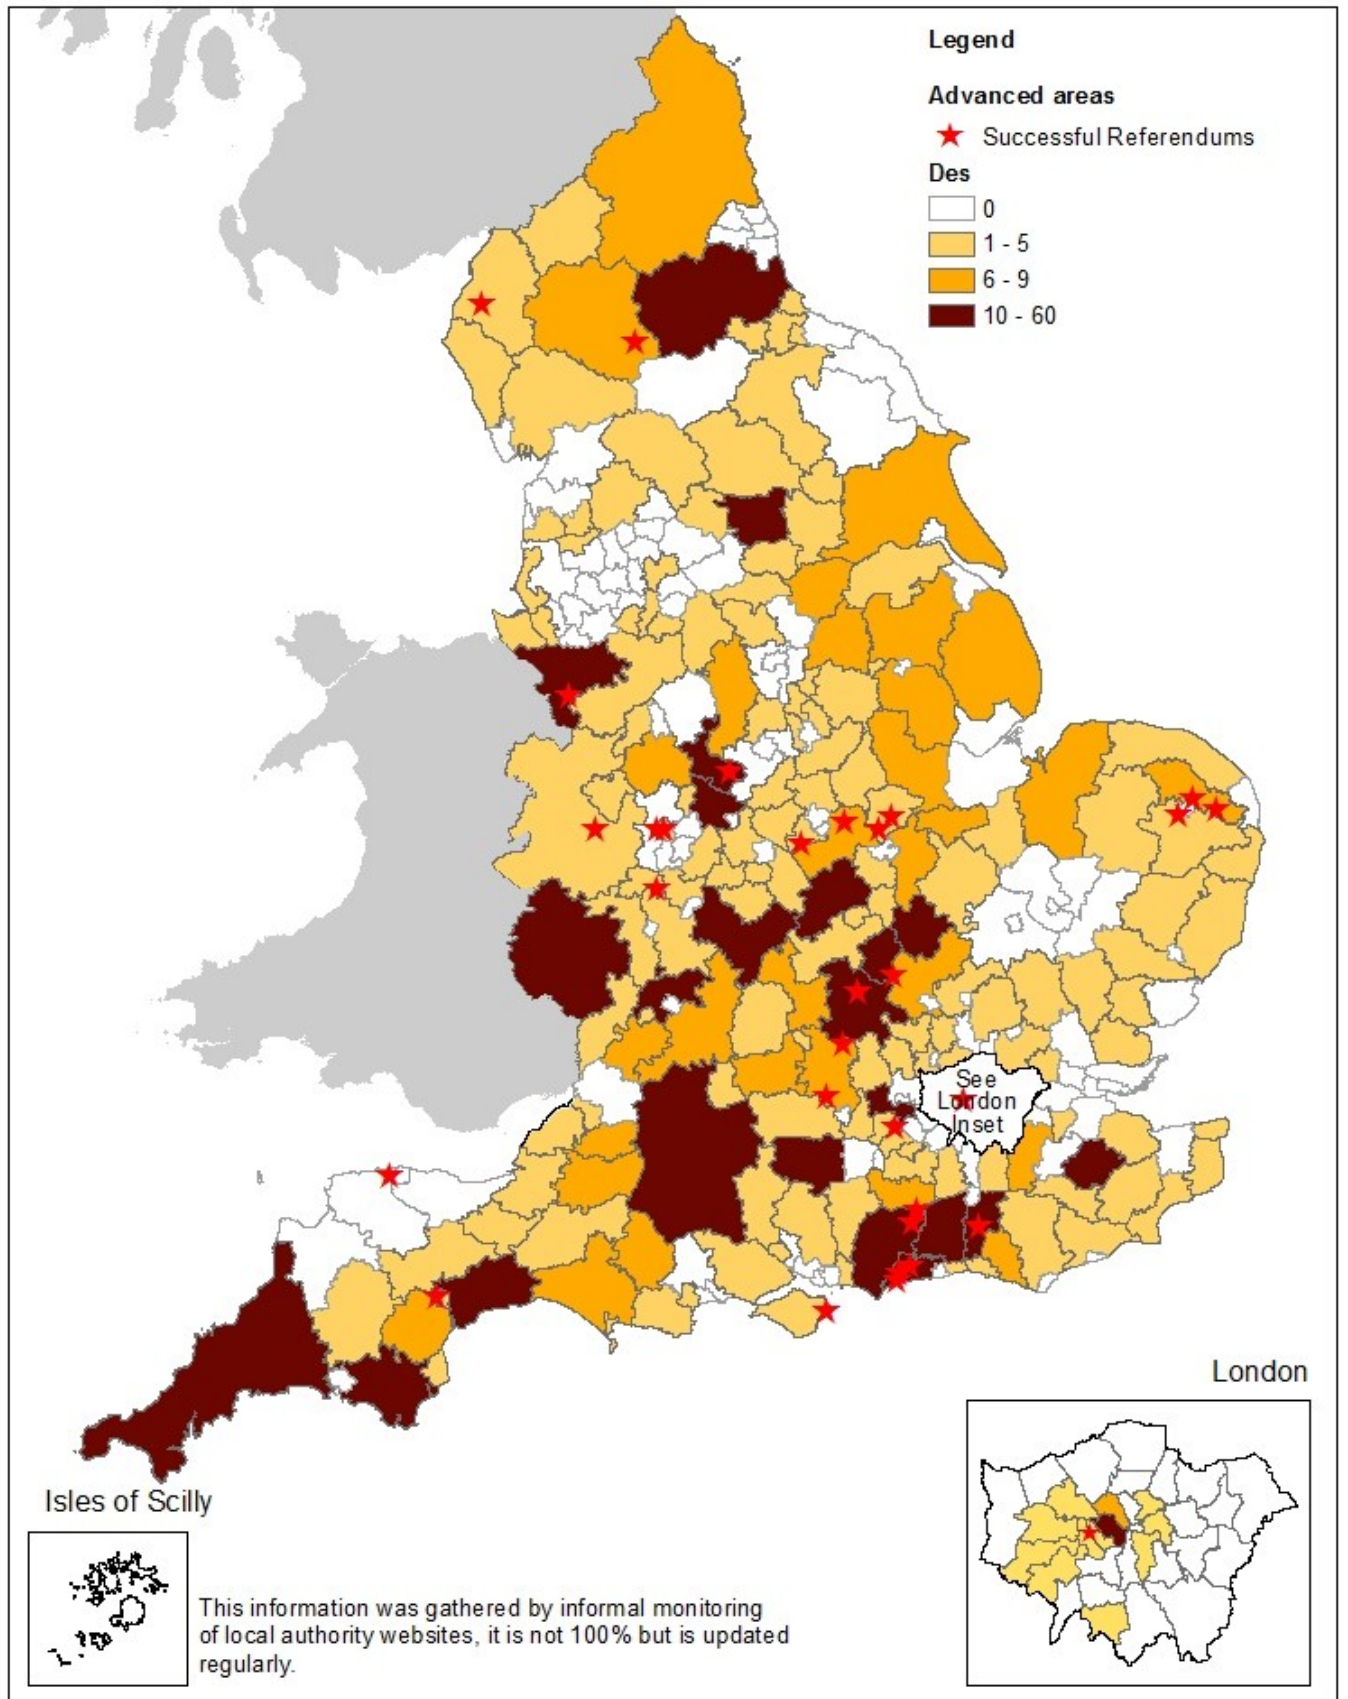 Legend
Advanced areas
Successful Referendums
Des
0
1 - 5
6 - 9
10 - 60
See
London
Inset
London
Isles of Scilly
This information was gathered by informal monitoring
of local authority websites, it is not 100% but is updated
regularly.